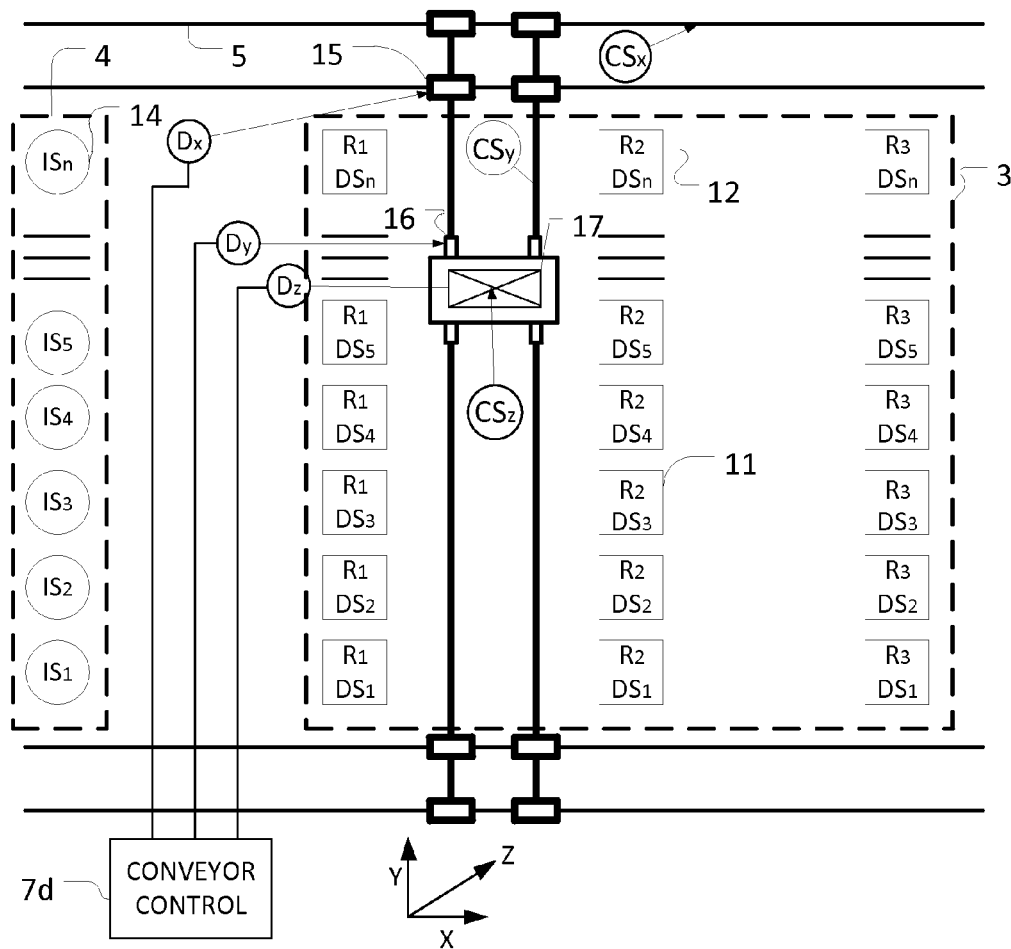 5
15
CSx
4
14
ISn
Dx
R1
DSn
CSy
R2
DSn
12
R3
DSn
3
16
17
Dy
Dz
IS5
R1
DS5
R2
DS5
R3
DS5
IS4
R1
DS4
CSz
R2
DS4
R3
DS4
11
IS3
R1
DS3
R2
DS3
R3
DS3
IS2
R1
DS2
R2
DS2
R3
DS2
IS1
R1
DS1
R2
DS1
R3
DS1
7d
CONVEYOR
CONTROL
Y
Z
X